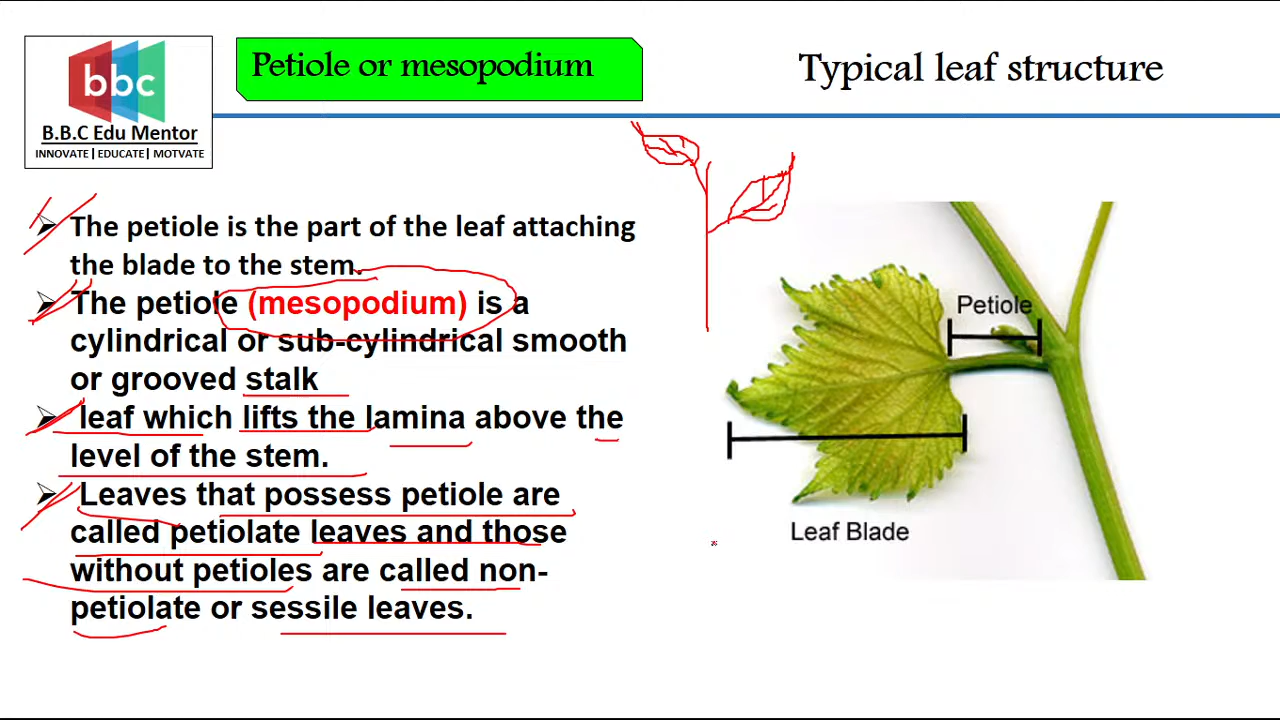 bbc
B.B.C Edu Mentor
INNOVATE | EDUCATE | MOTVATE
Petiole or mesopodium
Typical leaf structure
The petiole is the part of the leaf attaching
the blade to the stem.
The petiole (mesopodium) is a
cylindrical or sub-cylindrical smooth
or grooved stalk
leaf which lifts the lamina above the
level of the stem.
Leaves that possess petiole are
called petiolate leaves and those
without petioles are called non-
petiolate or sessile leaves.
Petiole
Leaf Blade